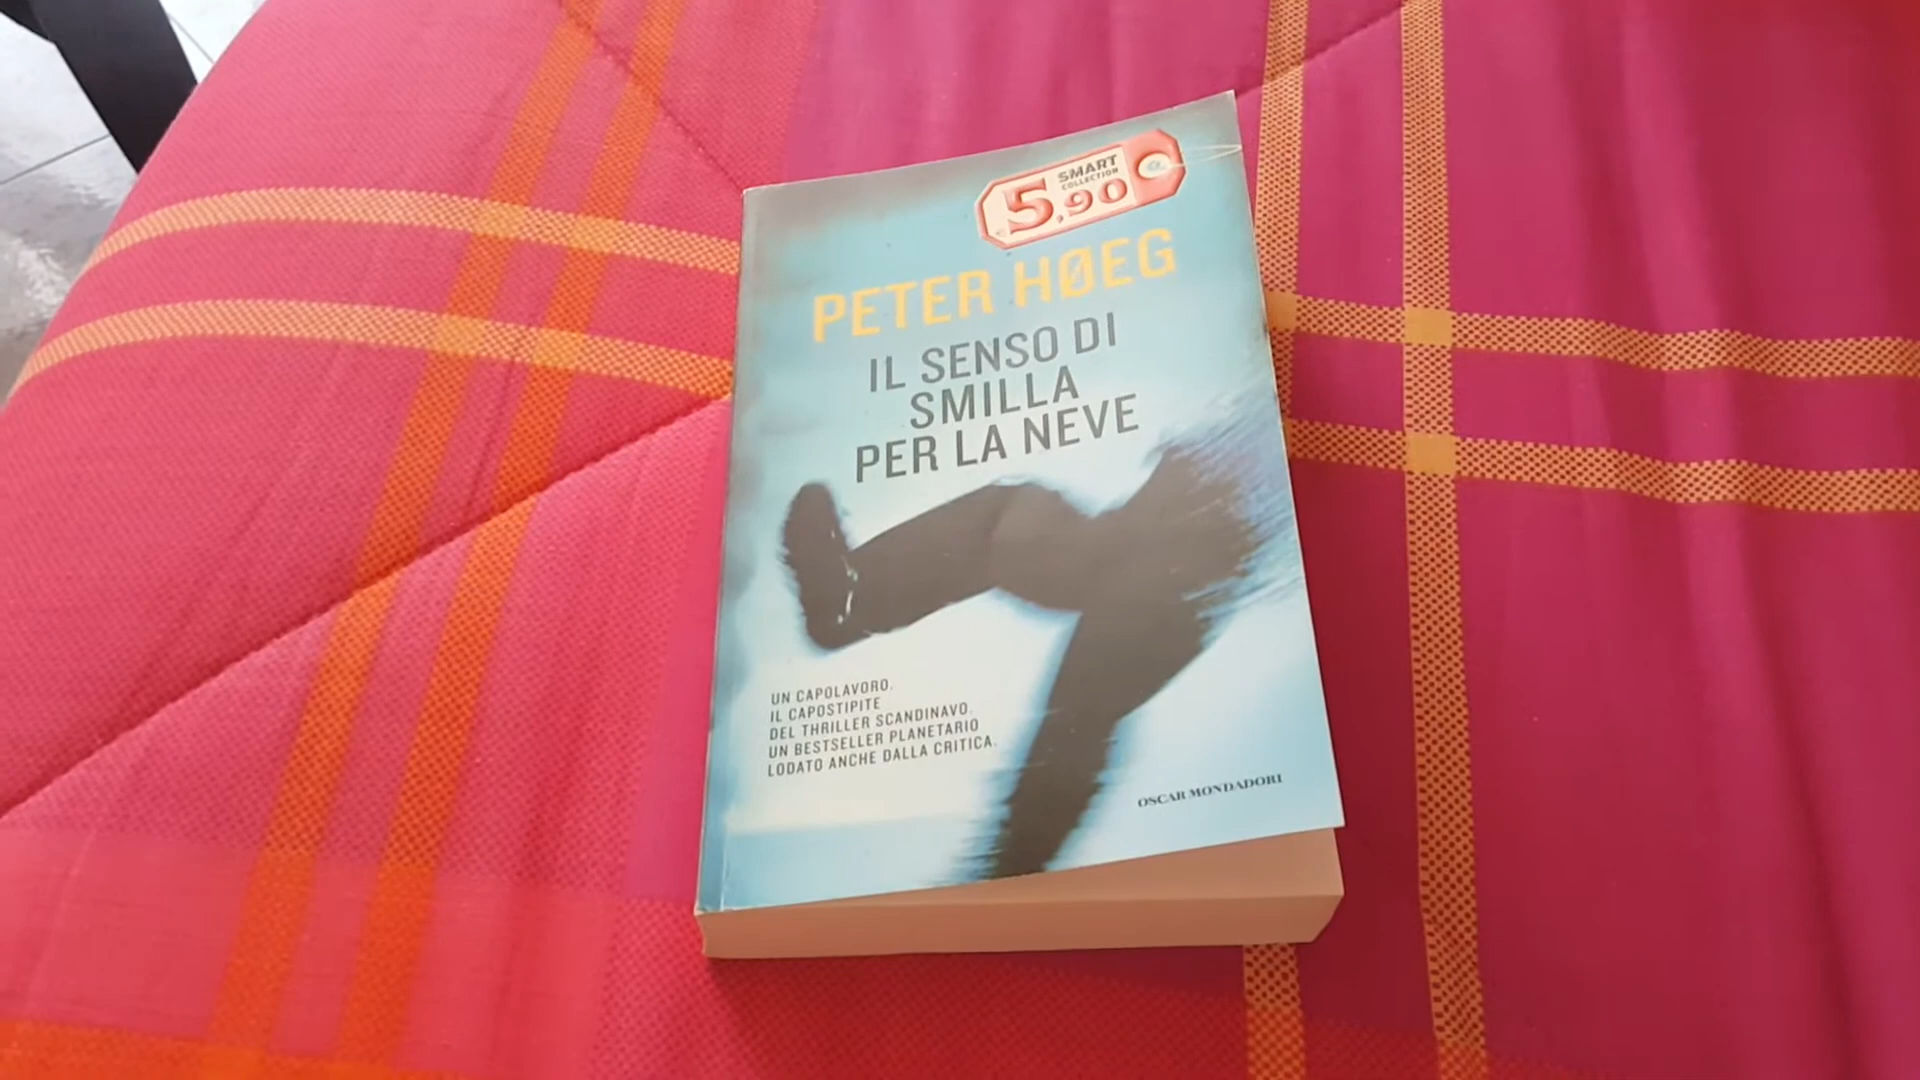 SMART
COLLECTION
€ 5,90
PETER HØEG
IL SENSO DI
SMILLA
PER LA NEVE
UN CAPOLAVORO.
IL CAPOSTIPITE
DEL THRILLER SCANDINAVO.
UN BESTSELLER PLANETARIO
LODATO ANCHE DALLA CRITICA.
OSCAR MONDADORI